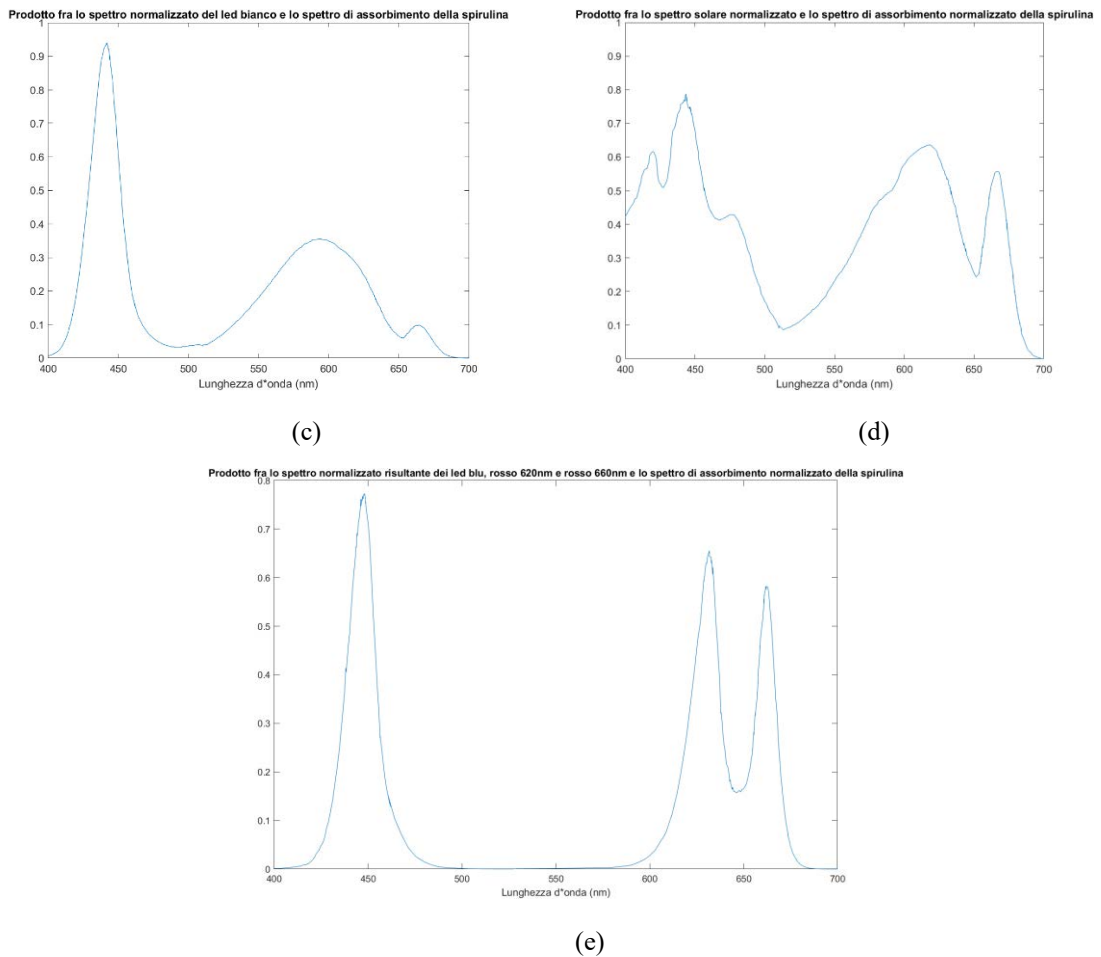 Prodotto fra lo spettro normalizzato del led bianco e lo spettro di assorbimento della spirulina
1
0.9
0.8
0.7
0.6
0.5
0.4
0.3
0.2
0.1
0
400 450 500 550 600 650 700
Lunghezza d*onda (nm)
(c)
Prodotto fra lo spettro solare normalizzato e lo spettro di assorbimento normalizzato della spirulina
1
0.9
0.8
0.7
0.6
0.5
0.4
0.3
0.2
0.1
0
400 450 500 550 600 650 700
Lunghezza d*onda (nm)
(d)
Prodotto fra lo spettro normalizzato risultante dei led blu, rosso 620nm e rosso 660nm e lo spettro di assorbimento normalizzato della spirulina
0.8
0.7
0.6
0.5
0.4
0.3
0.2
0.1
0
400 450 500 550 600 650 700
Lunghezza d*onda (nm)
(e)